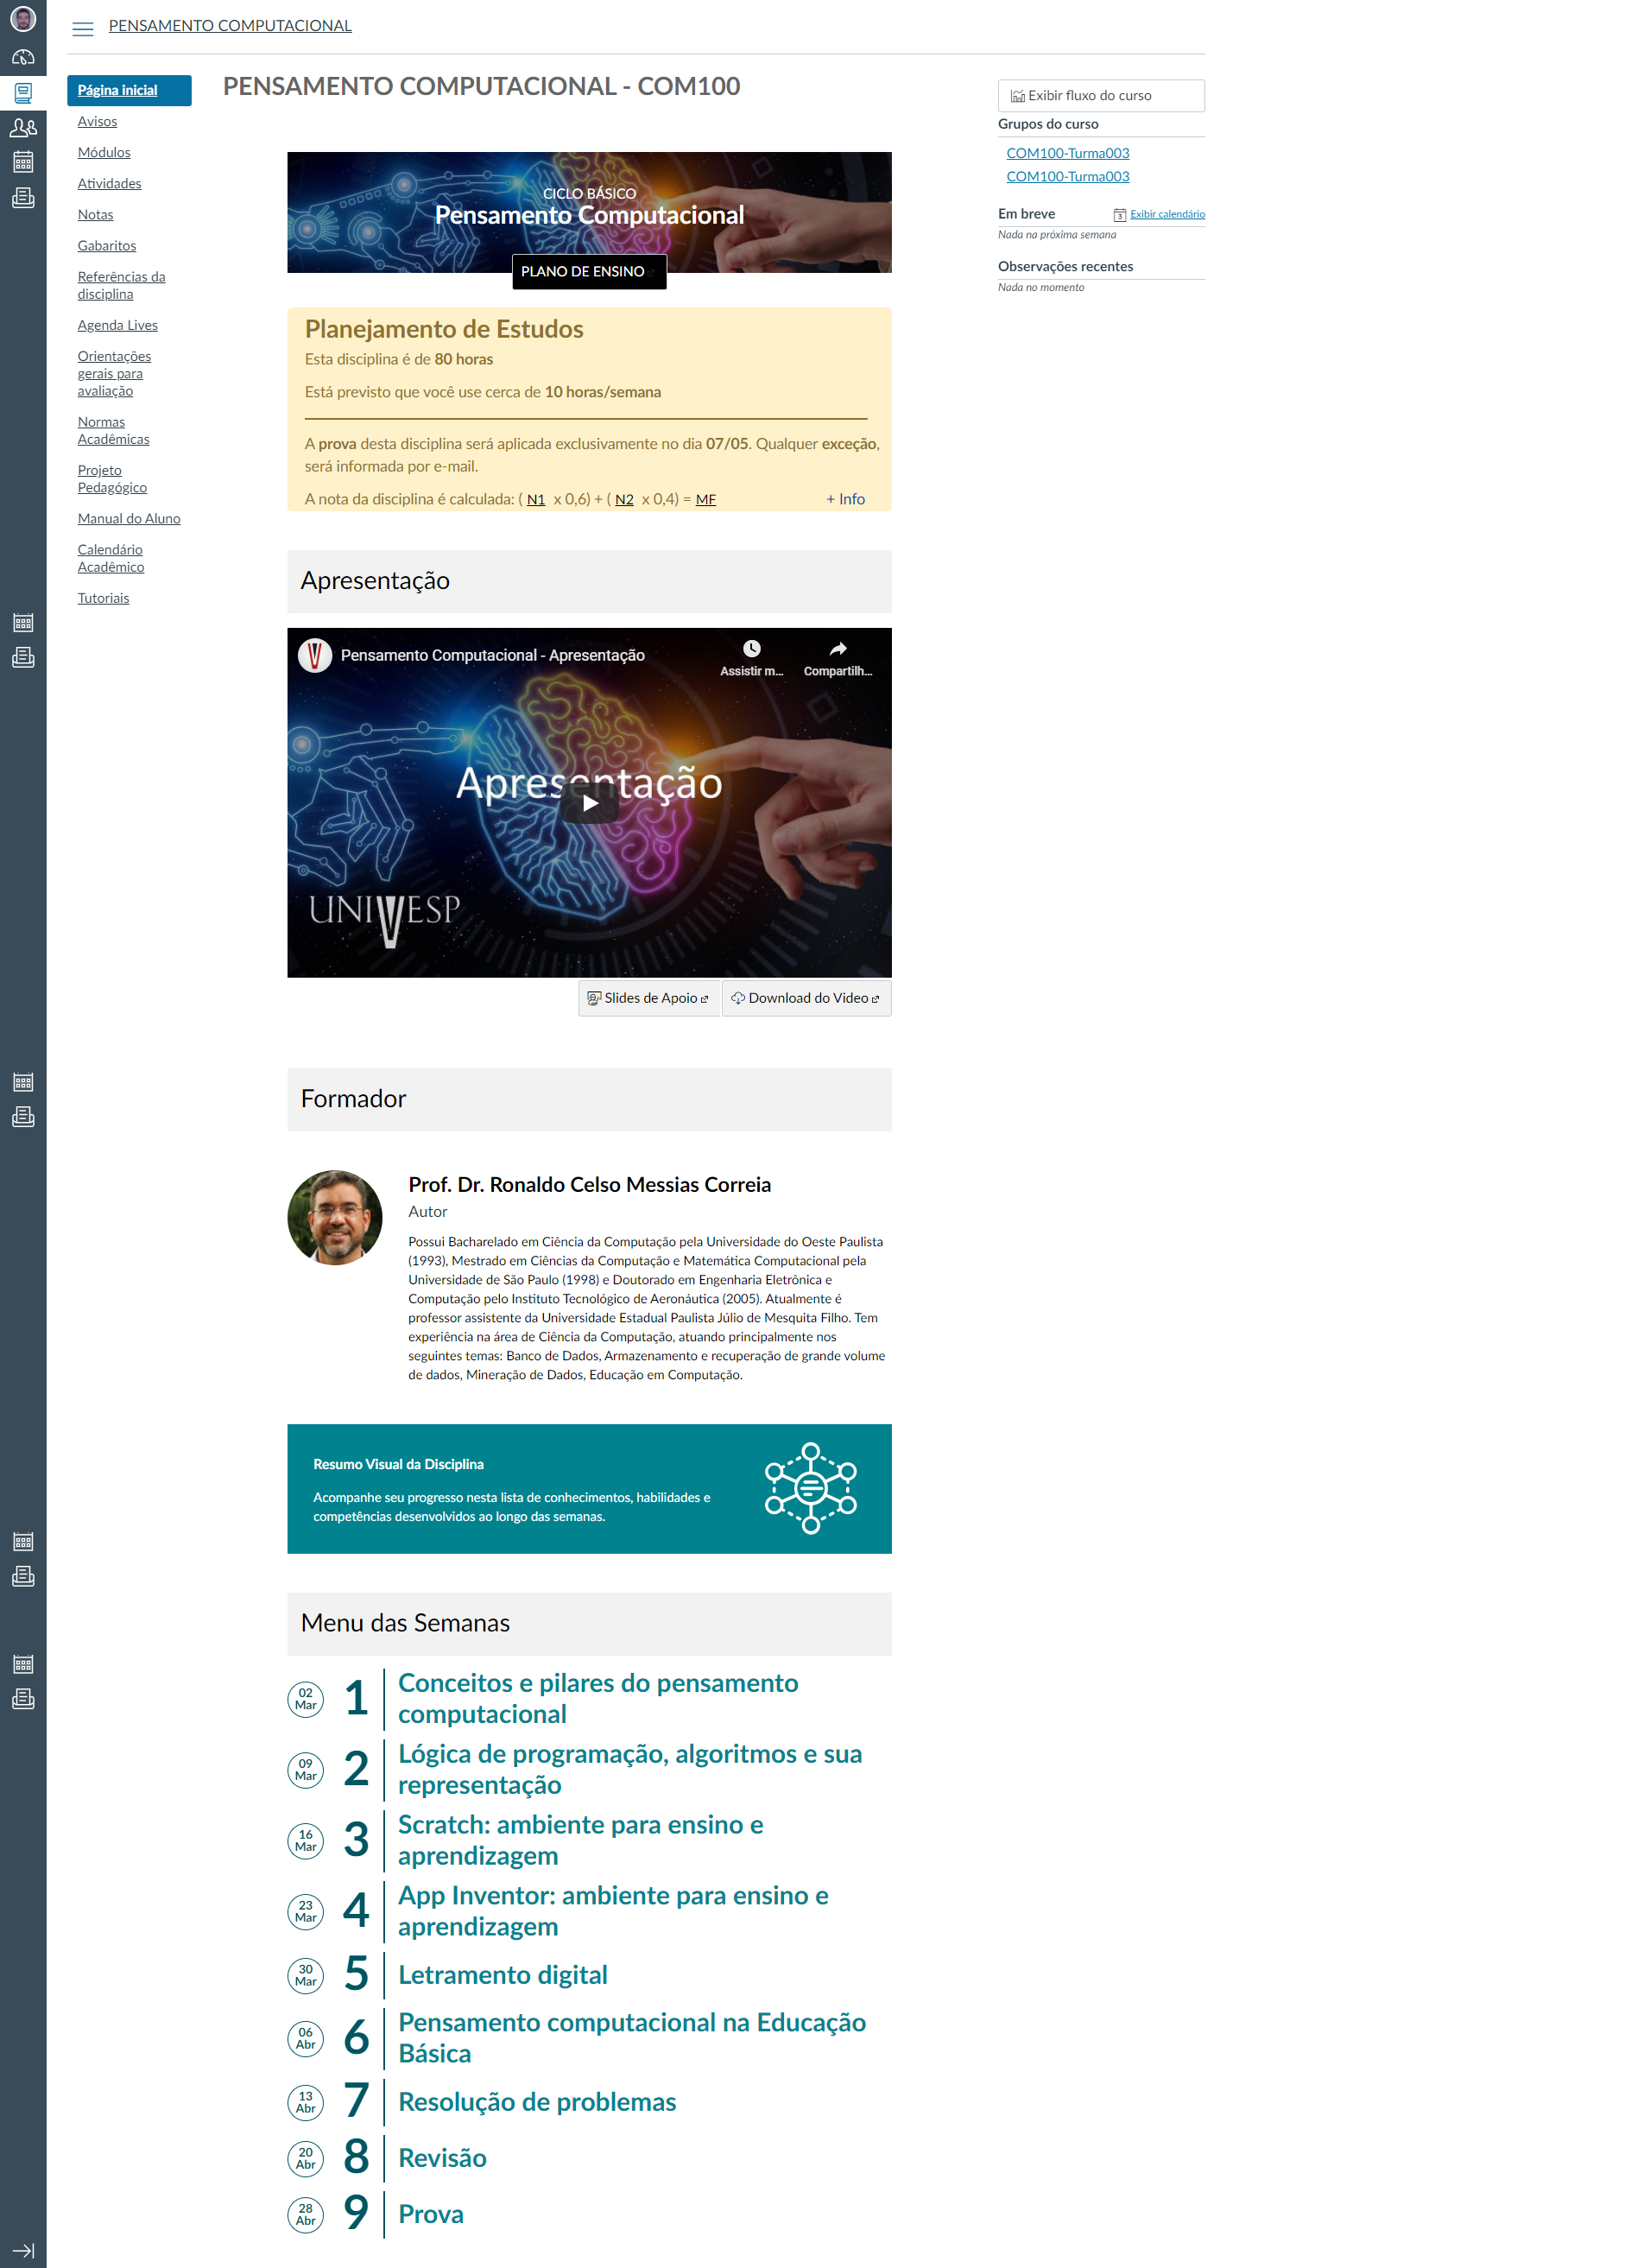 PENSAMENTO COMPUTACIONAL
Página inicial
Avisos
Módulos
Atividades
Notas
Gabaritos
Referências da
disciplina
Agenda Lives
Orientações
gerais para
avaliação
Normas
Acadêmicas
Projeto
Pedagógico
Manual do Aluno
Calendário
Acadêmico
Tutoriais
PENSAMENTO COMPUTACIONAL - COM100
CICLO BÁSICO
Pensamento Computacional
PLANO DE ENSINO
Planejamento de Estudos
Esta disciplina é de 80 horas
Está previsto que você use cerca de 10 horas/semana
A prova desta disciplina será aplicada exclusivamente no dia 07/05. Qualquer exceção,
será informada por e-mail.
A nota da disciplina é calculada: ( N1 x 0,6) + ( N2 x 0,4) = MF + Info
Apresentação
Pensamento Computacional - Apresentação
Assistir m...
Compartilh...
Apresentação
UNIVESP
Slides de Apoio
Download do Video
Formador
Prof. Dr. Ronaldo Celso Messias Correia
Autor
Possui Bacharelado em Ciência da Computação pela Universidade do Oeste Paulista
(1993), Mestrado em Ciências da Computação e Matemática Computacional pela
Universidade de São Paulo (1998) e Doutorado em Engenharia Eletrônica e
Computação pelo Instituto Tecnológico de Aeronáutica (2005). Atualmente é
professor assistente da Universidade Estadual Paulista Júlio de Mesquita Filho. Tem
experiência na área de Ciência da Computação, atuando principalmente nos
seguintes temas: Banco de Dados, Armazenamento e recuperação de grande volume
de dados, Mineração de Dados, Educação em Computação.
Resumo Visual da Disciplina
Acompanhe seu progresso nesta lista de conhecimentos, habilidades e
competências desenvolvidos ao longo das semanas.
Menu das Semanas
02
Mar
1
Conceitos e pilares do pensamento
computacional
09
Mar
2
Lógica de programação, algoritmos e sua
representação
16
Mar
3
Scratch: ambiente para ensino e
aprendizagem
23
Mar
4
App Inventor: ambiente para ensino e
aprendizagem
30
Mar
5
Letramento digital
06
Abr
6
Pensamento computacional na Educação
Básica
13
Abr
7
Resolução de problemas
20
Abr
8
Revisão
28
Abr
9
Prova
Exibir fluxo do curso
Grupos do curso
COM100-Turma003
COM100-Turma003
Em breve
Exibir calendário
Nada na próxima semana
Observações recentes
Nada no momento